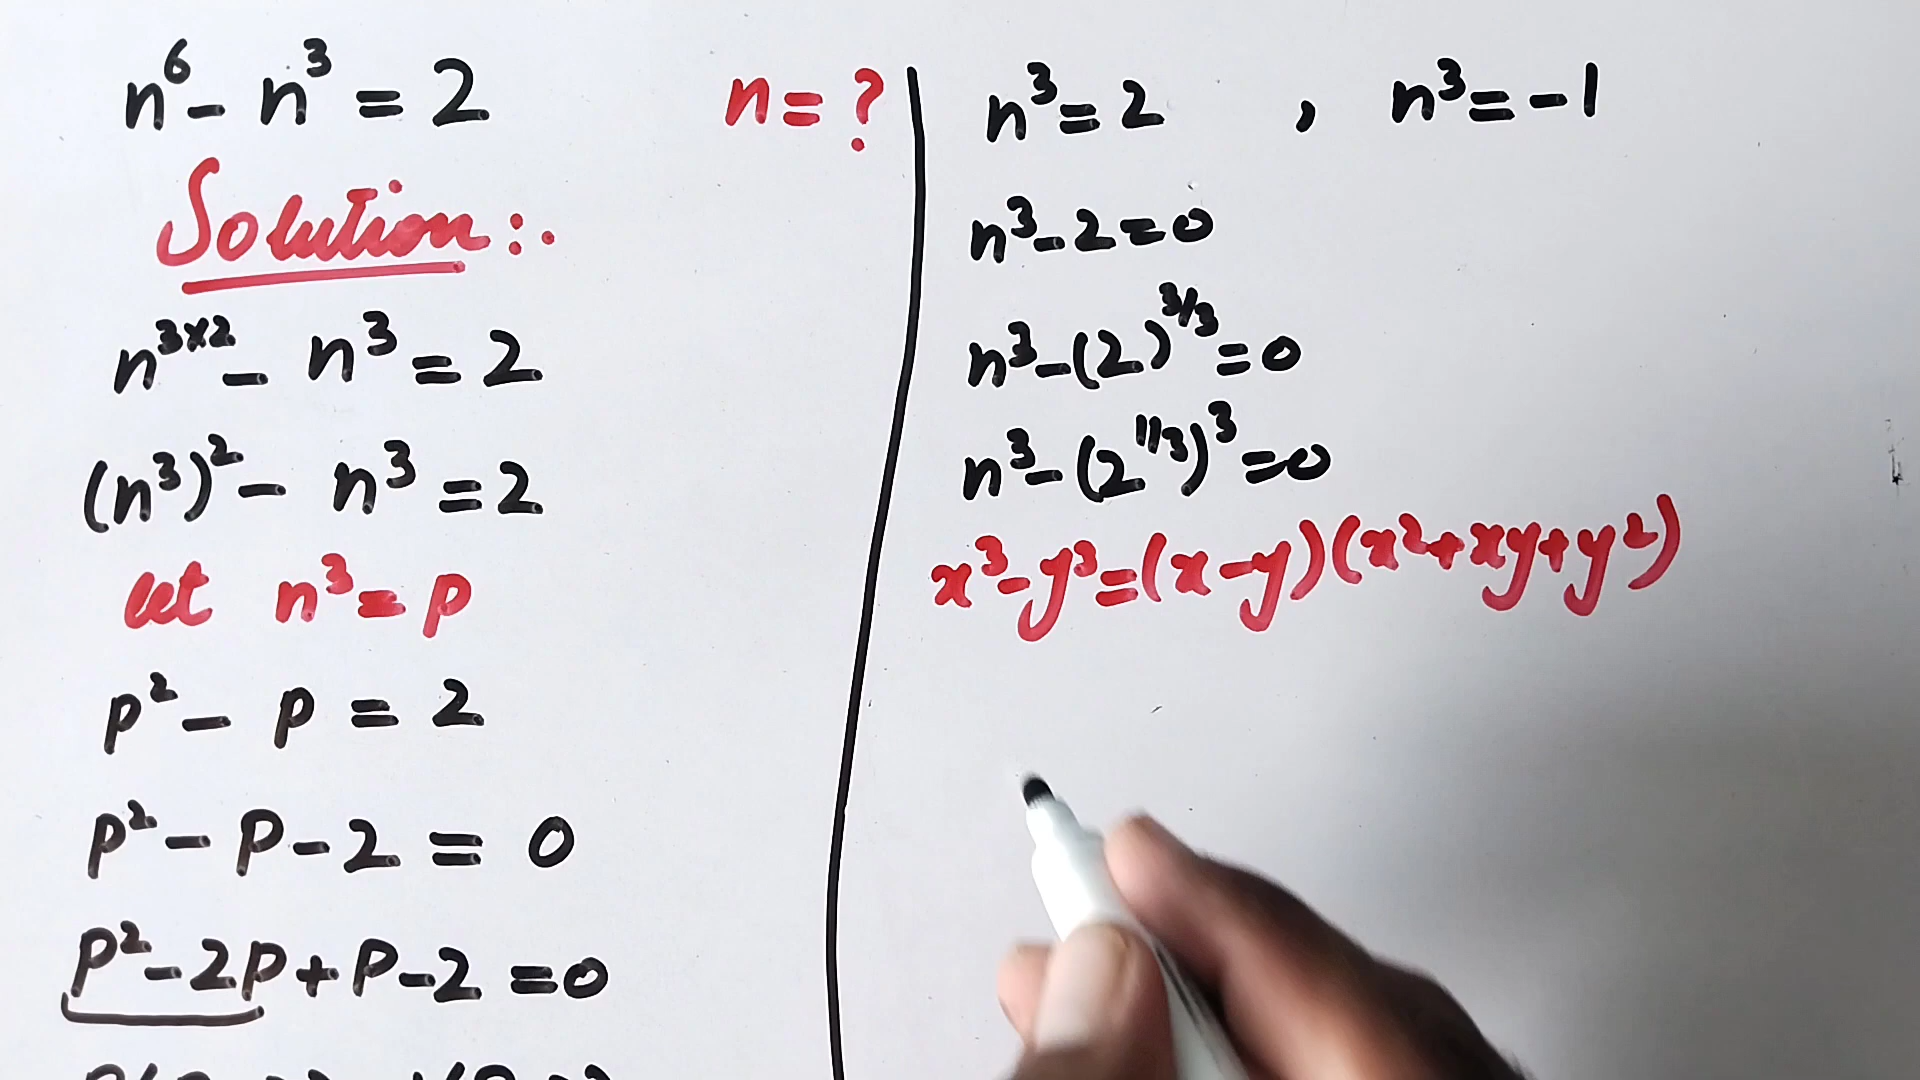 n⁶ - n³ = 2
n = ?
Solution :.
n³ˣ² - n³ = 2
(n³)² - n³ = 2
let n³ = p
p² - p = 2
p² - p - 2 = 0
p² - 2p + p - 2 = 0
n³ = 2 , n³ = -1
n³ - 2 = 0
n³ - (2)^3/3 = 0
n³ - (2^1/3)³ = 0
x³ - y³ = (x - y)(x² + xy + y²)